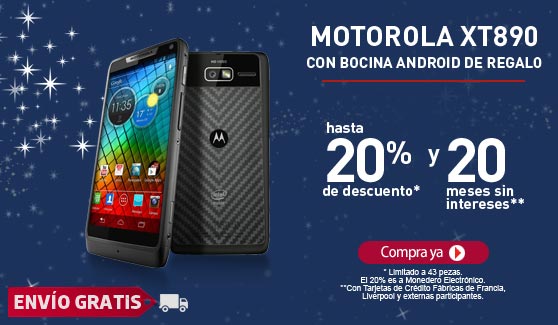 MOTOROLA XT890
CON BOCINA ANDROID DE REGALO
hasta
20% y 20
de descuento*
meses sin
intereses**
Compra ya
* Limitado a 43 pezas.
El 20% es a Monedero Electrónico.
**Con Tarjetas de Crédito Fábricas de Francia,
Liverpool y externas participantes.
ENVÍO GRATIS